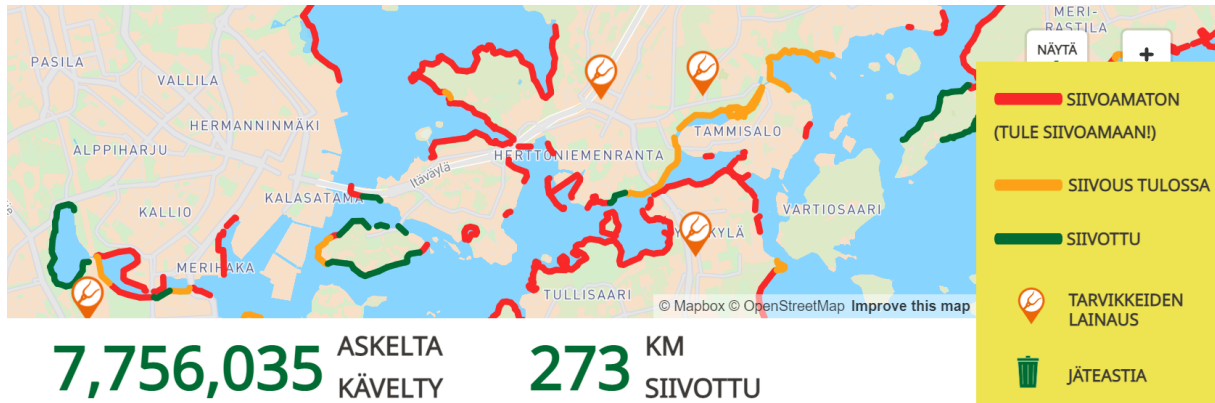 MERI-
RASTILA
PASILA
NÄYTÄ
+
VALLILA
SIIVOAMATON
(TULE SIIVOAMAAN!)
HERMANNINMÄKI
TAMMISALO
ALPPIHARJU
HERTTONIEMENRANTA
Itäväylä
SIIVOUS TULOSSA
KALASATAMA
KALLIO
VARTIOSAARI
KYLÄ
SIIVOTTU
MERIHAKA
TULLISAARI
© Mapbox © OpenStreetMap Improve this map
TARVIKKEIDEN
LAINAUS
JÄTEASTIA
7,756,035 ASKELTA
KÄVELTY
273 KM
SIIVOTTU